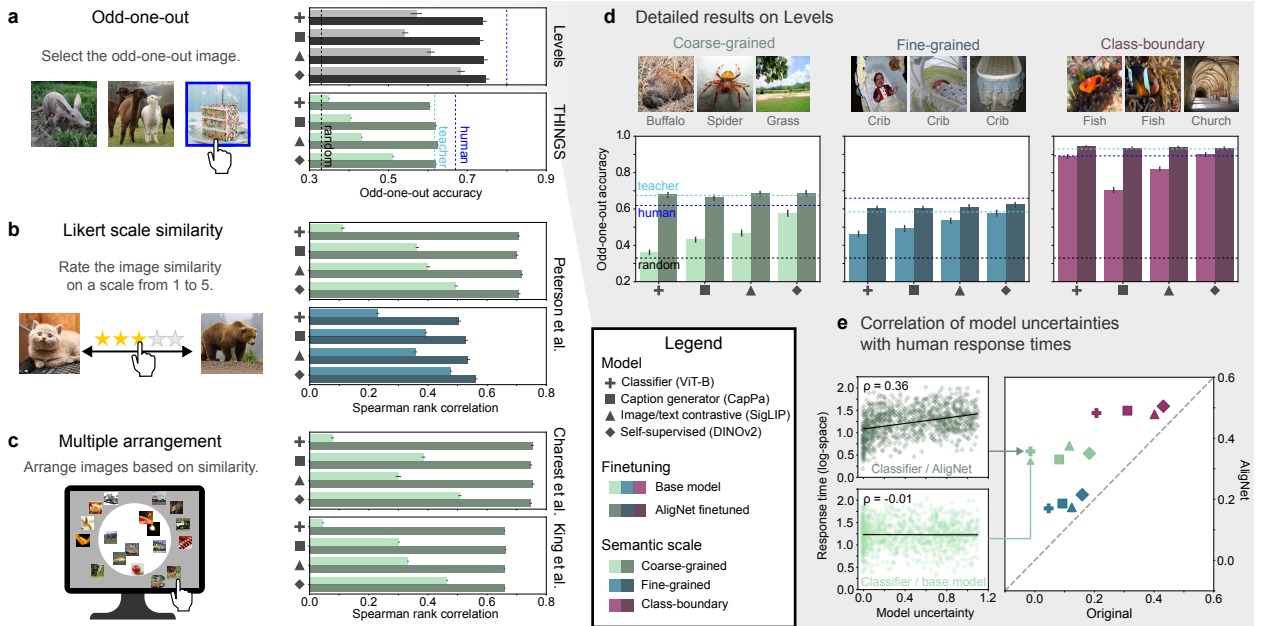 a
Odd-one-out
Select the odd-one-out image.
Levels
THINGS
random
teacher
human
0.3
0.5
0.7
0.9
Odd-one-out accuracy
b
Likert scale similarity
Rate the image similarity
on a scale from 1 to 5.
Peterson et al.
0.0
0.2
0.4
0.6
0.8
Spearman rank correlation
c
Multiple arrangement
Arrange images based on similarity.
Charest et al.
King et al.
0.0
0.2
0.4
0.6
0.8
Spearman rank correlation
d
Detailed results on Levels
Coarse-grained
Fine-grained
Class-boundary
Buffalo
Spider
Grass
Crib
Crib
Crib
Fish
Fish
Church
Odd-one-out accuracy
1.0
0.8
0.6
0.4
0.2
teacher
human
random
Legend
Model
Classifier (ViT-B)
Caption generator (CapPa)
Image/text contrastive (SigLIP)
Self-supervised (DINOv2)
Finetuning
Base model
AligNet finetuned
Semantic scale
Coarse-grained
Fine-grained
Class-boundary
e
Correlation of model uncertainties
with human response times
Response time (log-space)
2.0
1.5
1.0
0.5
0.0
ρ = 0.36
Classifier / AligNet
2.0
1.5
1.0
0.5
0.0
ρ = -0.01
Classifier / base model
0.0
0.4
0.8
1.2
Model uncertainty
0.0
0.2
0.4
0.6
Original
0.6
0.4
0.2
0.0
AligNet